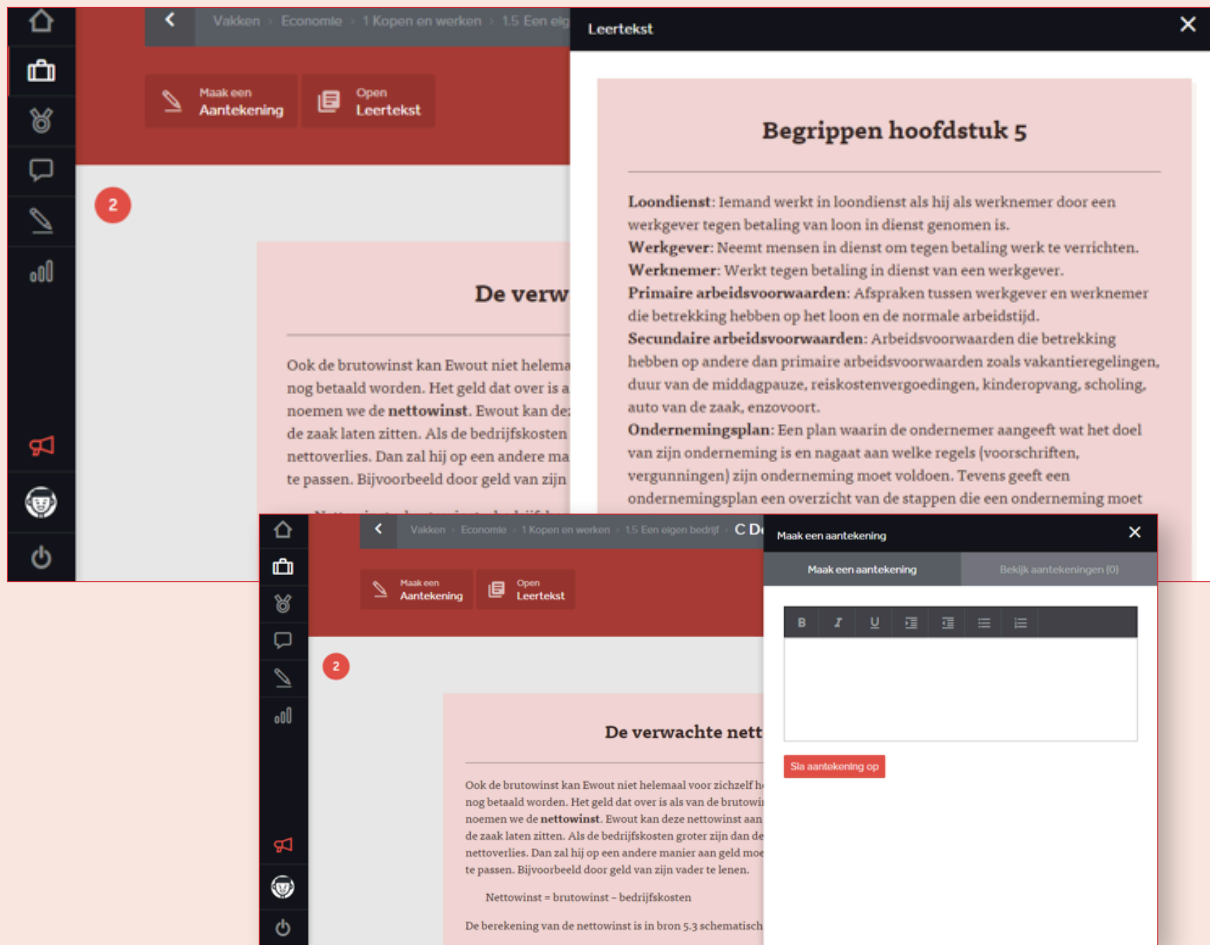 Vakken › Economie › 1 Kopen en werken › 1.5 Een eig
Maak een
Aantekening
Open
Leertekst
2
De verw
Ook de brutowinst kan Ewout niet helema
nog betaald worden. Het geld dat over is a
noemen we de nettowinst. Ewout kan de
de zaak laten zitten. Als de bedrijfskosten
nettoverlies. Dan zal hij op een andere ma
te passen. Bijvoorbeeld door geld van zijn
Leertekst
Begrippen hoofdstuk 5
Loondienst: Iemand werkt in loondienst als hij als werknemer door een
werkgever tegen betaling van loon in dienst genomen is.
Werkgever: Neemt mensen in dienst om tegen betaling werk te verrichten.
Werknemer: Werkt tegen betaling in dienst van een werkgever.
Primaire arbeidsvoorwaarden: Afspraken tussen werkgever en werknemer
die betrekking hebben op het loon en de normale arbeidstijd.
Secundaire arbeidsvoorwaarden: Arbeidsvoorwaarden die betrekking
hebben op andere dan primaire arbeidsvoorwaarden zoals vakantieregelingen,
duur van de middagpauze, reiskostenvergoedingen, kinderopvang, scholing,
auto van de zaak, enzovoort.
Ondernemingsplan: Een plan waarin de ondernemer aangeeft wat het doel
van zijn onderneming is en nagaat aan welke regels (voorschriften,
vergunningen) zijn onderneming moet voldoen. Tevens geeft een
ondernemingsplan een overzicht van de stappen die een onderneming moet
Vakken › Economie › 1 Kopen en werken › 1.5 Een eigen bedrijf › C De
Maak een
Aantekening
Open
Leertekst
2
De verwachte nett
Ook de brutowinst kan Ewout niet helemaal voor zichzelf h
nog betaald worden. Het geld dat over is als van de brutowi
noemen we de nettowinst. Ewout kan deze nettowinst aan
de zaak laten zitten. Als de bedrijfskosten groter zijn dan de
nettoverlies. Dan zal hij op een andere manier aan geld moe
te passen. Bijvoorbeeld door geld van zijn vader te lenen.
Nettowinst = brutowinst – bedrijfskosten
De berekening van de nettowinst is in bron 5.3 schematisch
Maak een aantekening
Maak een aantekening
Bekijk aantekeningen (0)
B I U
Sla aantekening op